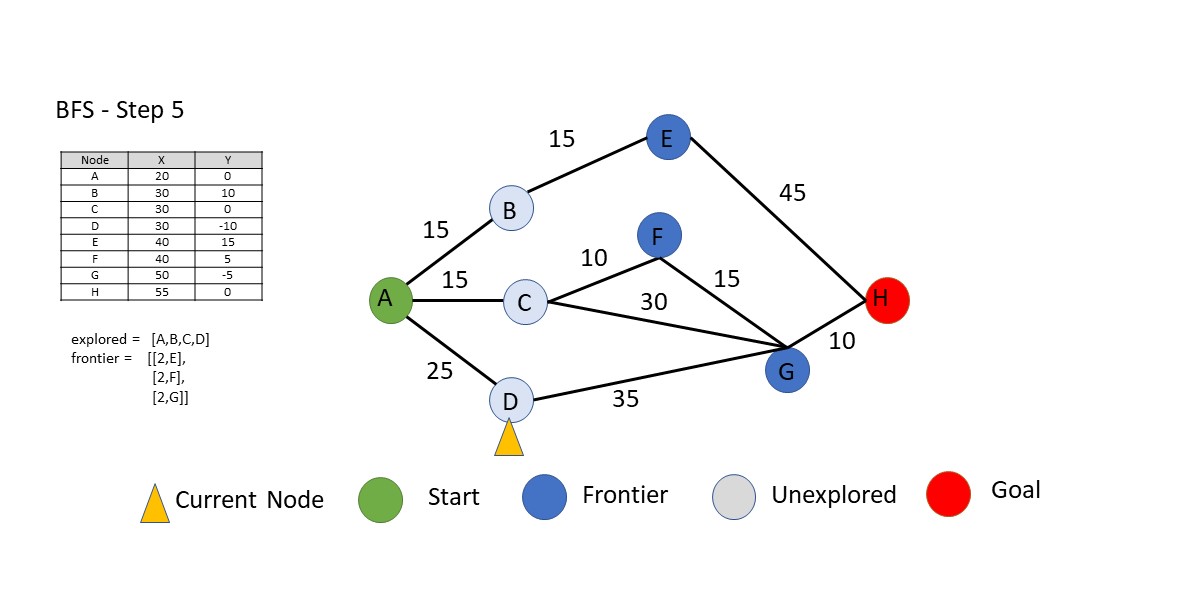 BFS - Step 5
Node X Y
A 20 0
B 30 10
C 30 0
D 30 -10
E 40 15
F 40 5
G 50 -5
H 55 0
explored = [A,B,C,D]
frontier = [[2,E],
[2,F],
[2,G]]
15
E
45
B
15
F
10
15
15
A
C
30
H
10
25
G
D
35
Current Node
Start
Frontier
Unexplored
Goal